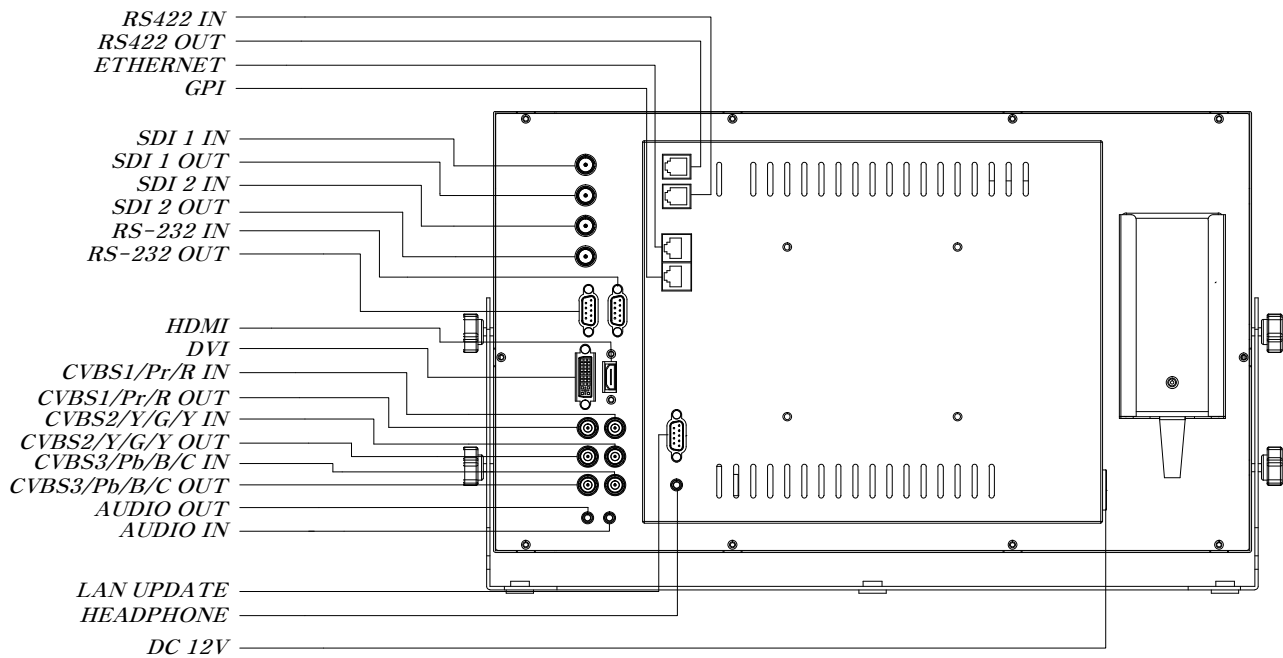 RS422 IN
RS422 OUT
ETHERNET
GPI
SDI 1 IN
SDI 1 OUT
SDI 2 IN
SDI 2 OUT
RS-232 IN
RS-232 OUT
HDMI
DVI
CVBS1/Pr/R IN
CVBS1/Pr/R OUT
CVBS2/Y/G/Y IN
CVBS2/Y/G/Y OUT
CVBS3/Pb/B/C IN
CVBS3/Pb/B/C OUT
AUDIO OUT
AUDIO IN
LAN UPDATE
HEADPHONE
DC 12V